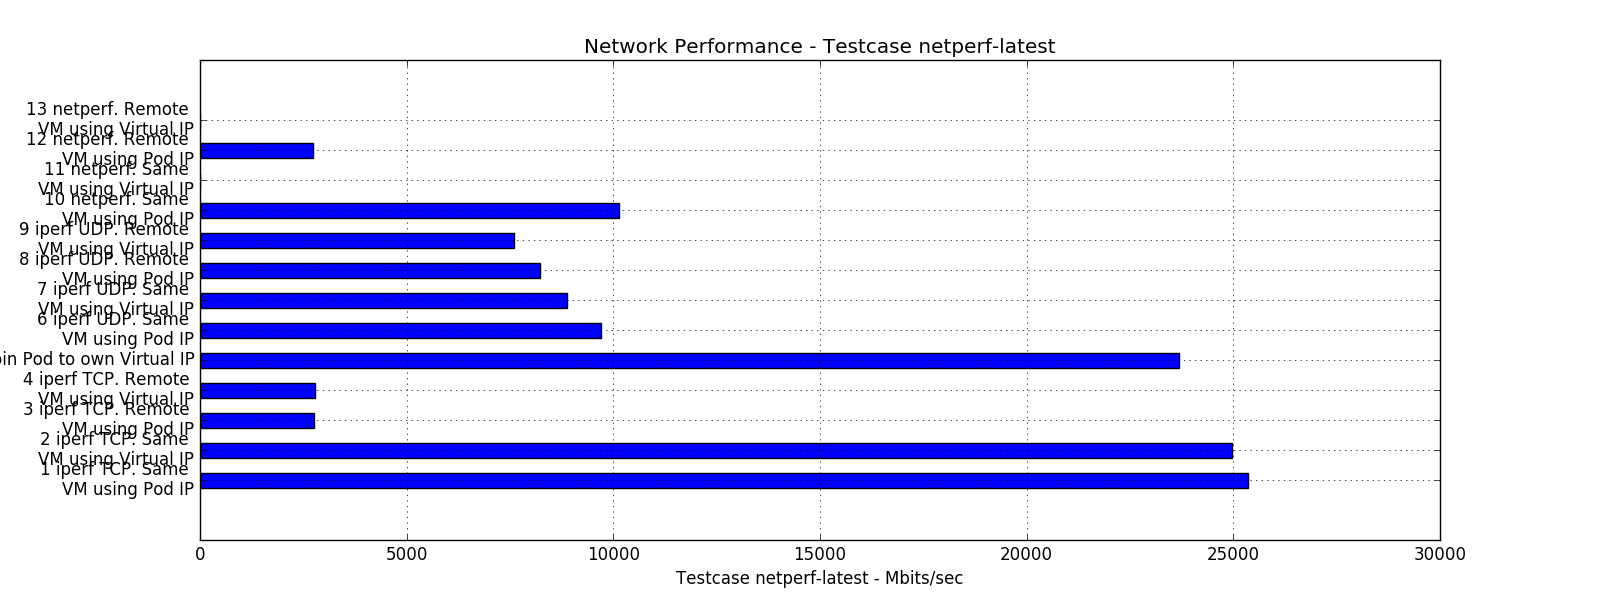 Network Performance - Testcase netperf-latest
13 netperf. Remote
VM using Virtual IP
12 netperf. Remote
VM using Pod IP
11 netperf. Same
VM using Virtual IP
10 netperf. Same
VM using Pod IP
9 iperf UDP. Remote
VM using Virtual IP
8 iperf UDP. Remote
VM using Pod IP
7 iperf UDP. Same
VM using Virtual IP
6 iperf UDP. Same
VM using Pod IP
Pod to own Virtual IP
4 iperf TCP. Remote
VM using Virtual IP
3 iperf TCP. Remote
VM using Pod IP
2 iperf TCP. Same
VM using Virtual IP
1 iperf TCP. Same
VM using Pod IP
0 5000 10000 15000 20000 25000 30000
Testcase netperf-latest - Mbits/sec